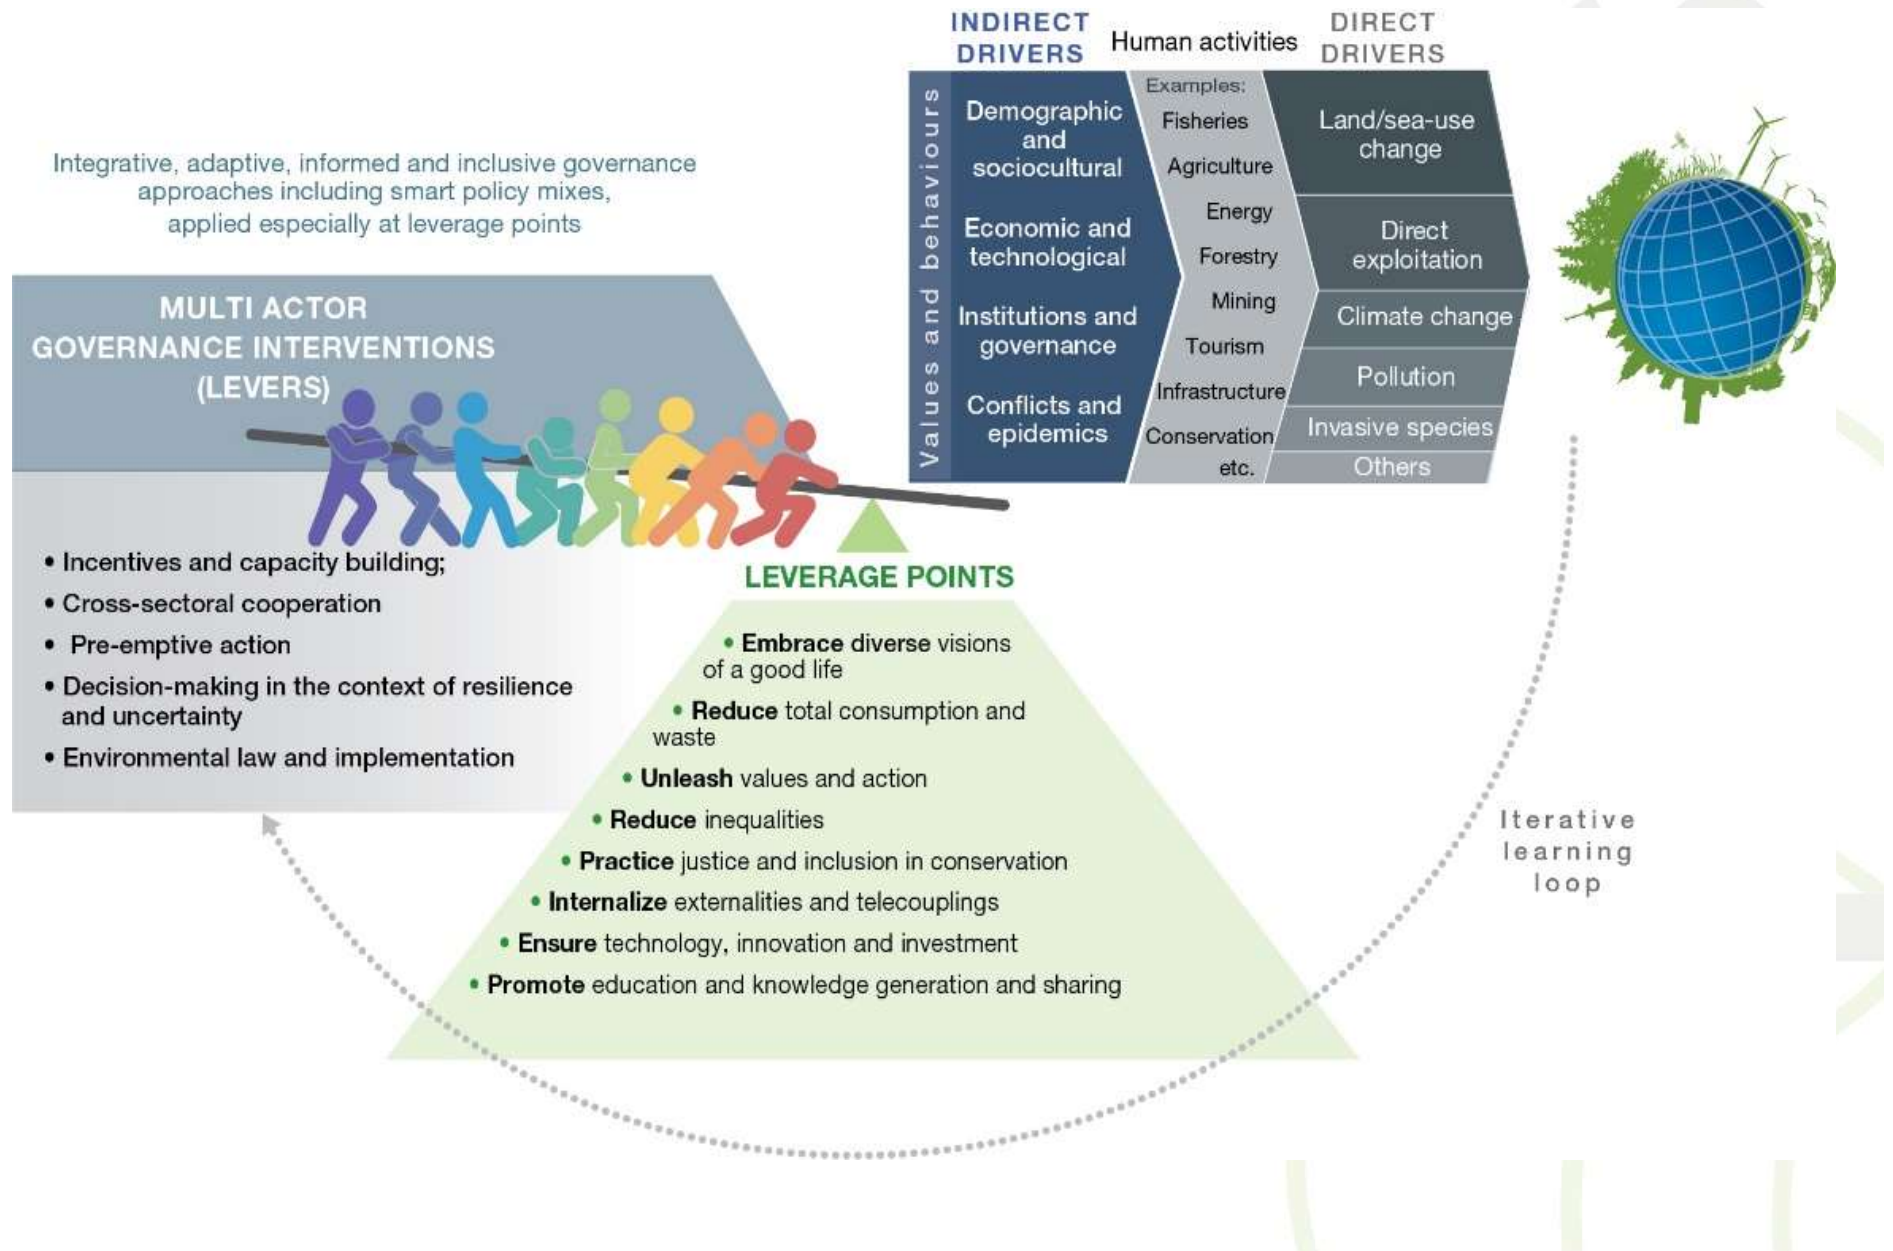 Integrative, adaptive, informed and inclusive governance
approaches including smart policy mixes,
applied especially at leverage points
MULTI ACTOR
GOVERNANCE INTERVENTIONS
(LEVERS)
• Incentives and capacity building;
• Cross-sectoral cooperation
• Pre-emptive action
• Decision-making in the context of resilience
and uncertainty
• Environmental law and implementation
LEVERAGE POINTS
• Embrace diverse visions
of a good life
• Reduce total consumption and
waste
• Unleash values and action
• Reduce inequalities
• Practice justice and inclusion in conservation
• Internalize externalities and telecouplings
• Ensure technology, innovation and investment
• Promote education and knowledge generation and sharing
INDIRECT
DRIVERS
Values and behaviours
Demographic
and
sociocultural
Economic and
technological
Institutions and
governance
Conflicts and
epidemics
Human activities
Examples:
Fisheries
Agriculture
Energy
Forestry
Mining
Tourism
Infrastructure
Conservation
etc.
DIRECT
DRIVERS
Land/sea-use
change
Direct
exploitation
Climate change
Pollution
Invasive species
Others
Iterative
learning
loop